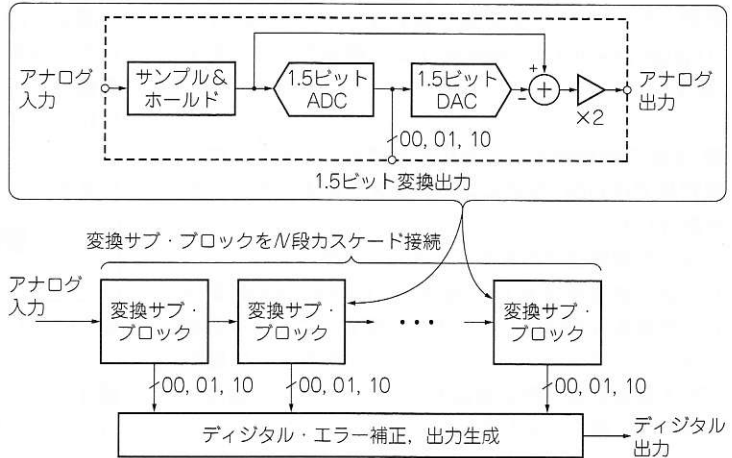 アナログ
入力
サンプル&
ホールド
1.5ビット
ADC
1.5ビット
DAC
+
-
+
×2
アナログ
出力
00, 01, 10
1.5ビット変換出力
変換サブ・ブロックをN段カスケード接続
アナログ
入力
変換サブ・
ブロック
変換サブ・
ブロック
・・・
変換サブ・
ブロック
00, 01, 10
00, 01, 10
00, 01, 10
ディジタル・エラー補正, 出力生成
ディジタル
出力